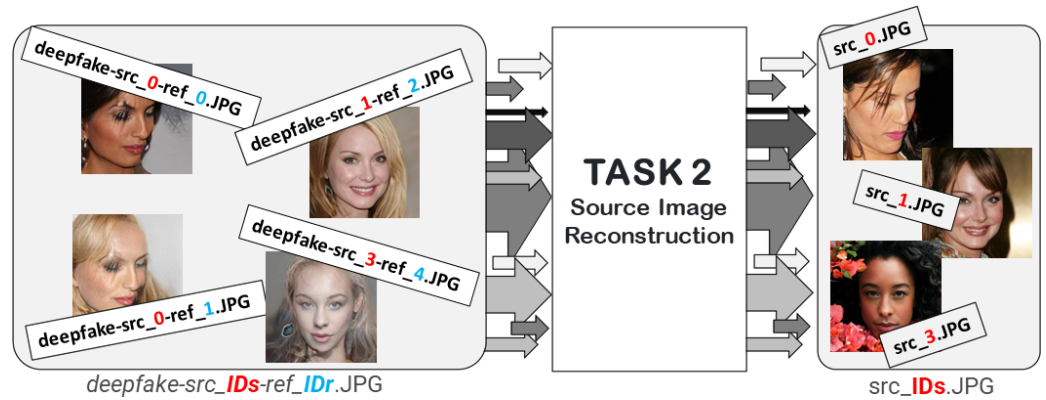 deepfake-src_0-ref_0.JPG
deepfake-src_1-ref_2.JPG
deepfake-src_3-ref_4.JPG
deepfake-src_0-ref_1.JPG
deepfake-src_IDs-ref_IDr.JPG
TASK 2
Source Image
Reconstruction
src_0.JPG
src_1.JPG
src_3.JPG
src_IDs.JPG